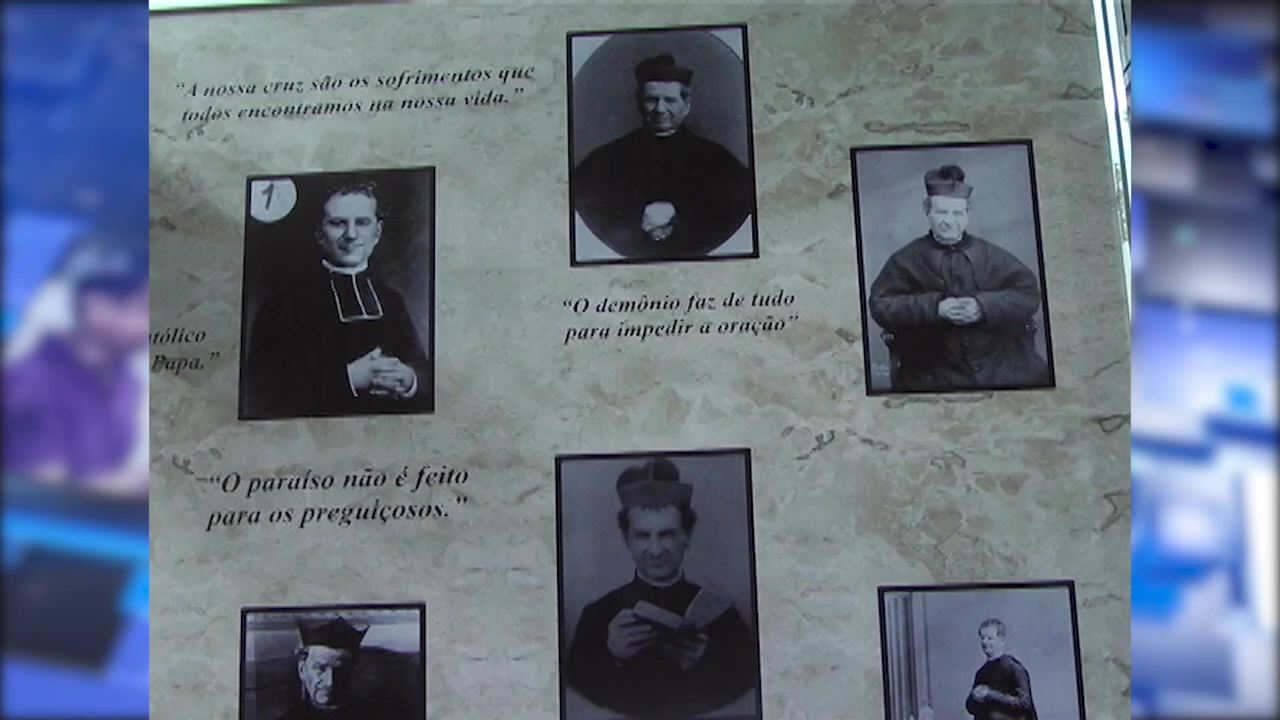 “A nossa cruz são os sofrimentos que
todos encontramos na nossa vida.”
1
“O demônio faz de tudo
para impedir a oração”
tólico
Papa.”
“O paraíso não é feito
para os preguiçosos.”